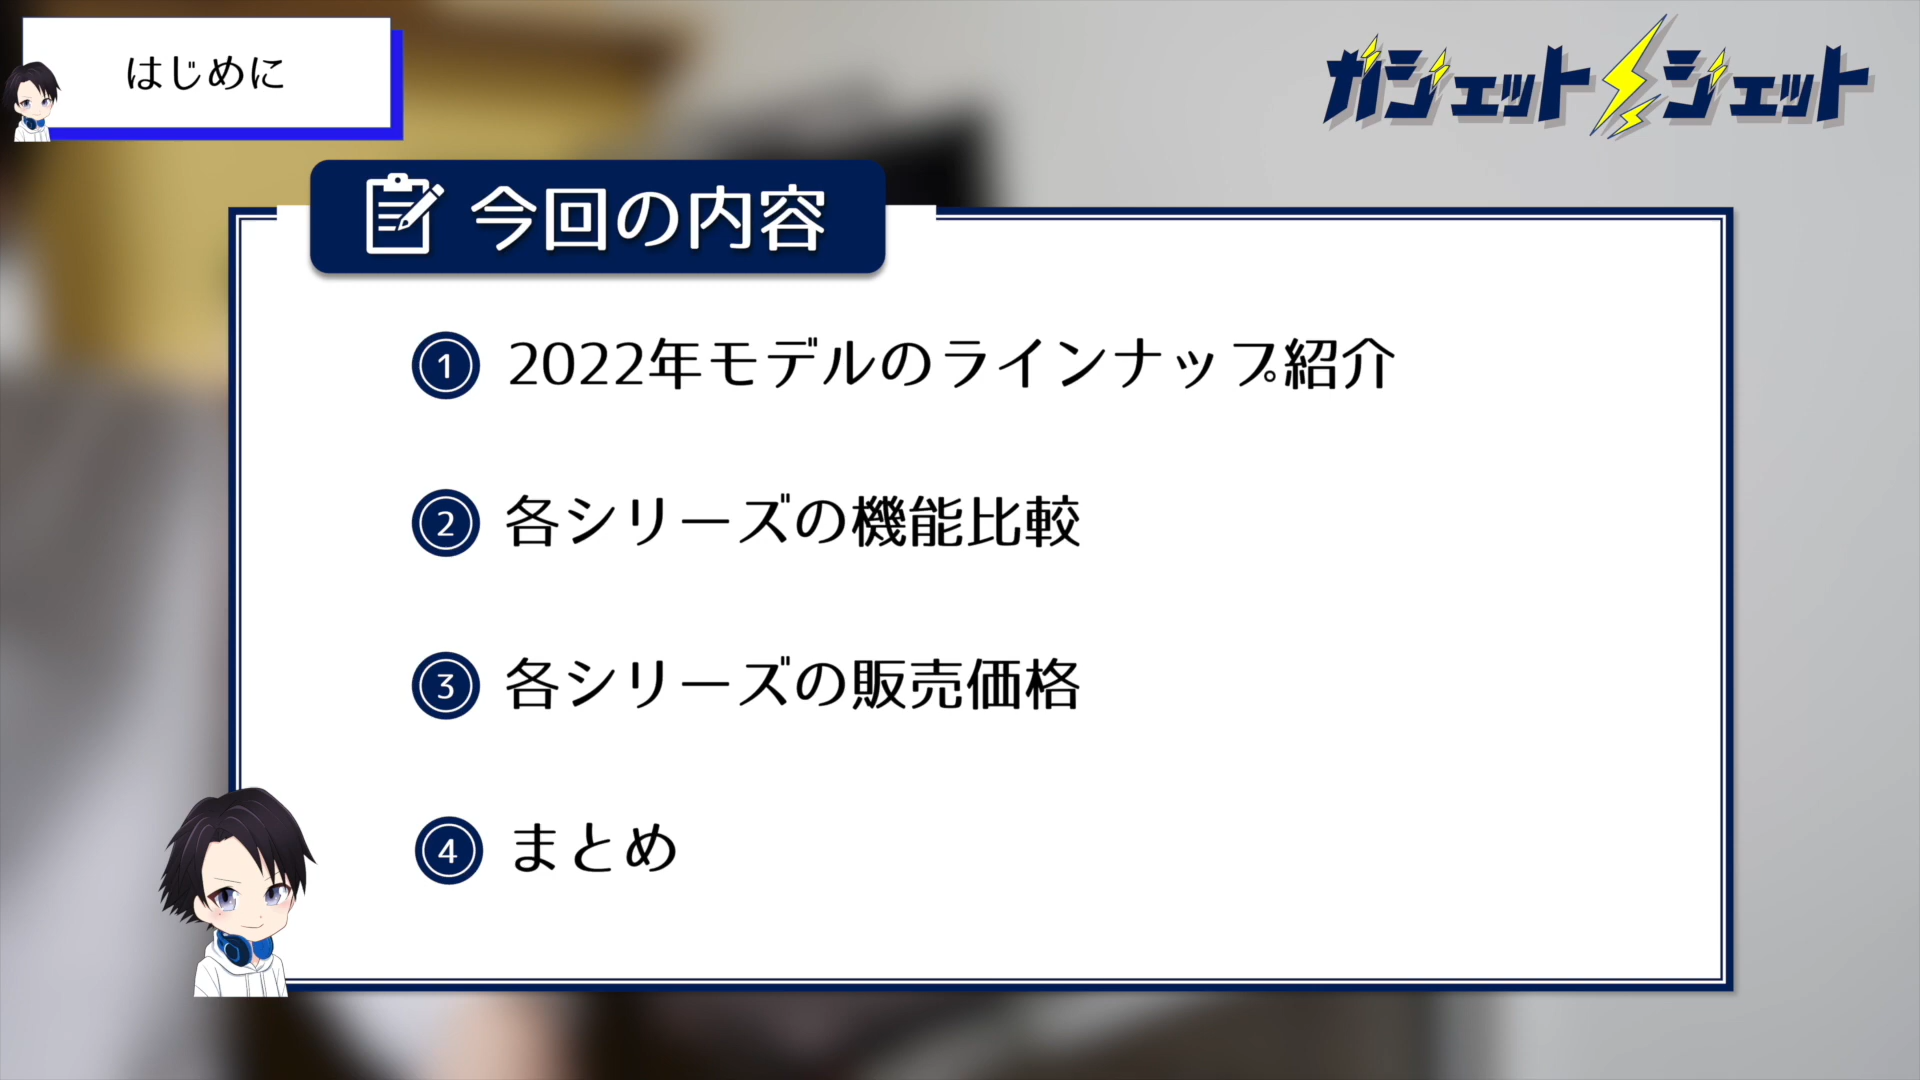 はじめに
ガジェットジェット
今回の内容
1 2022年モデルのラインナップ紹介
2 各シリーズの機能比較
3 各シリーズの販売価格
4 まとめ